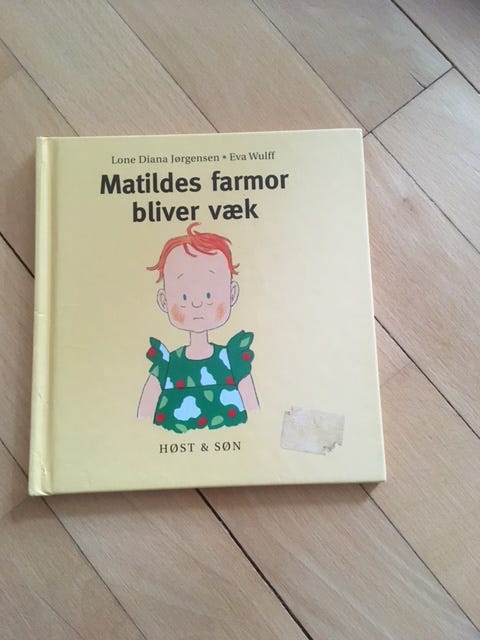 Lone Diana Jørgensen • Eva Wulff
Matildes farmor
bliver væk
HØST & SØN